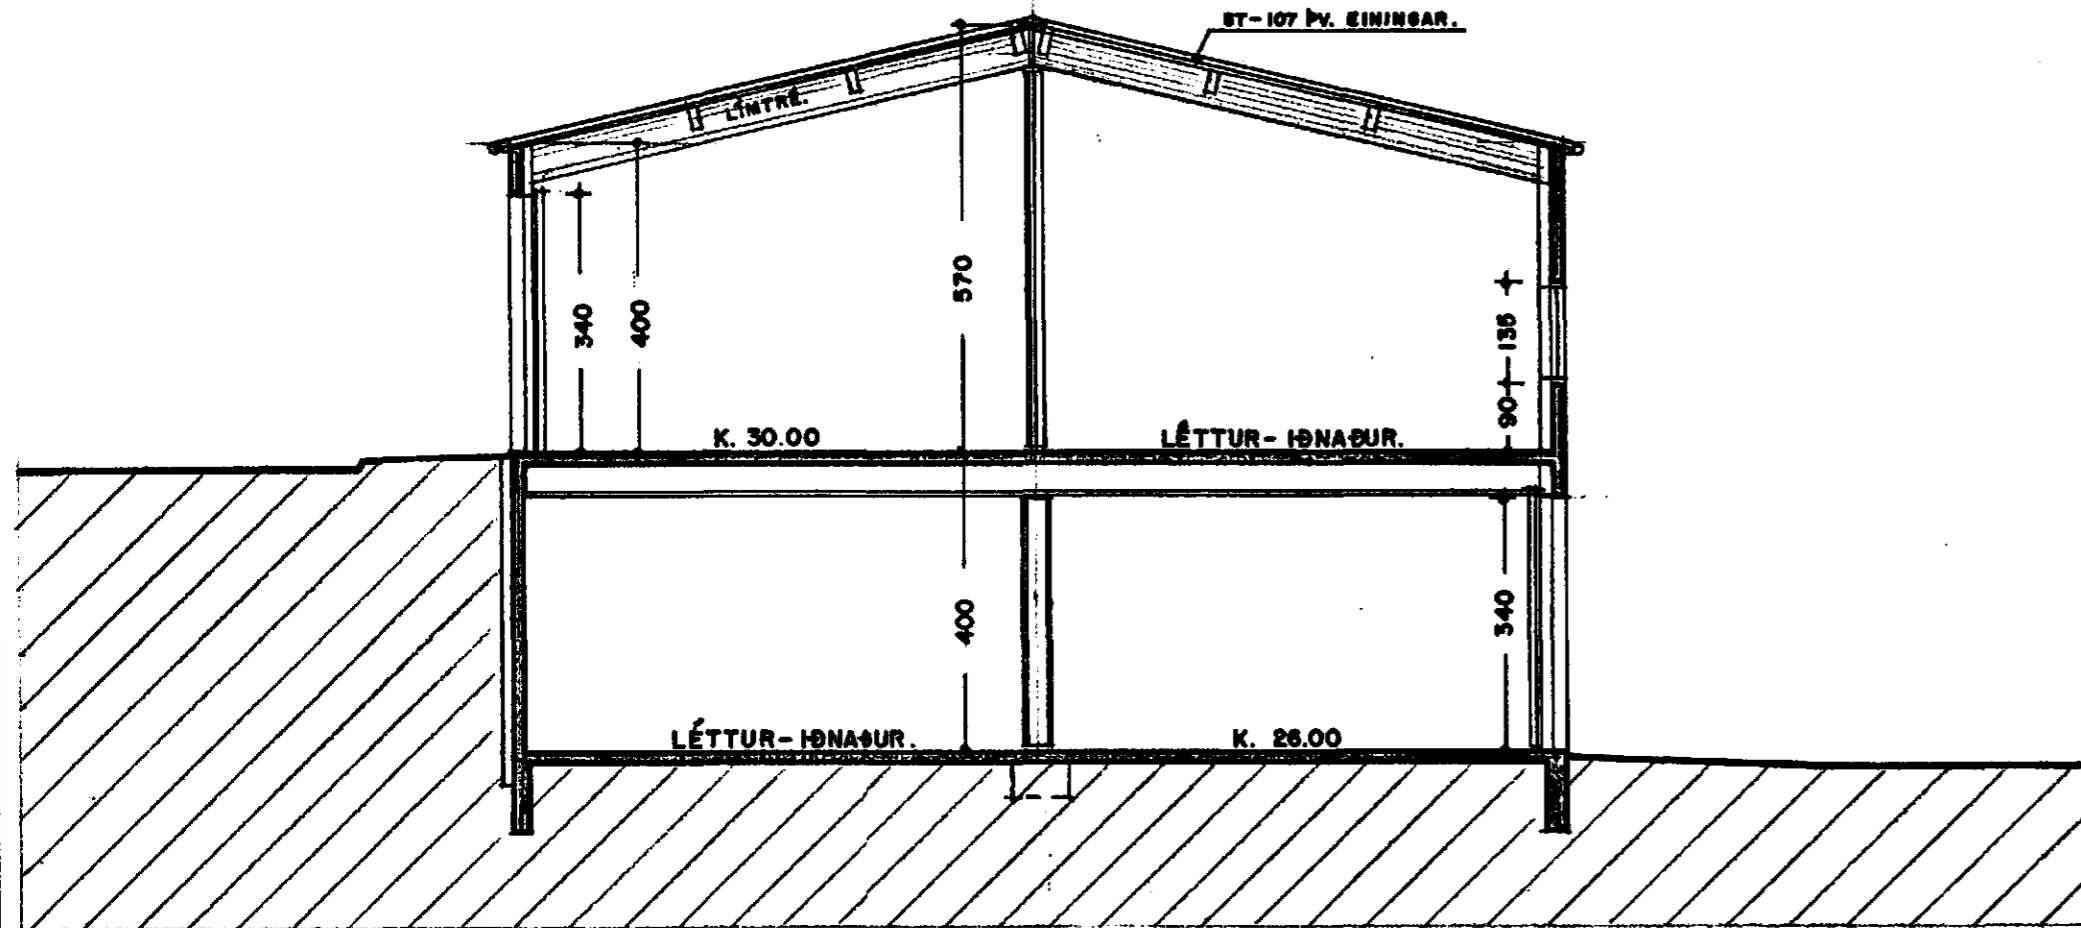 ST-107 ÞV. EININGAR.
LÍMTRÉ.
570
340
400
135
90
K. 30.00
LÉTTUR-IÐNAÐUR.
400
340
LÉTTUR-IÐNAÐUR.
K. 26.00